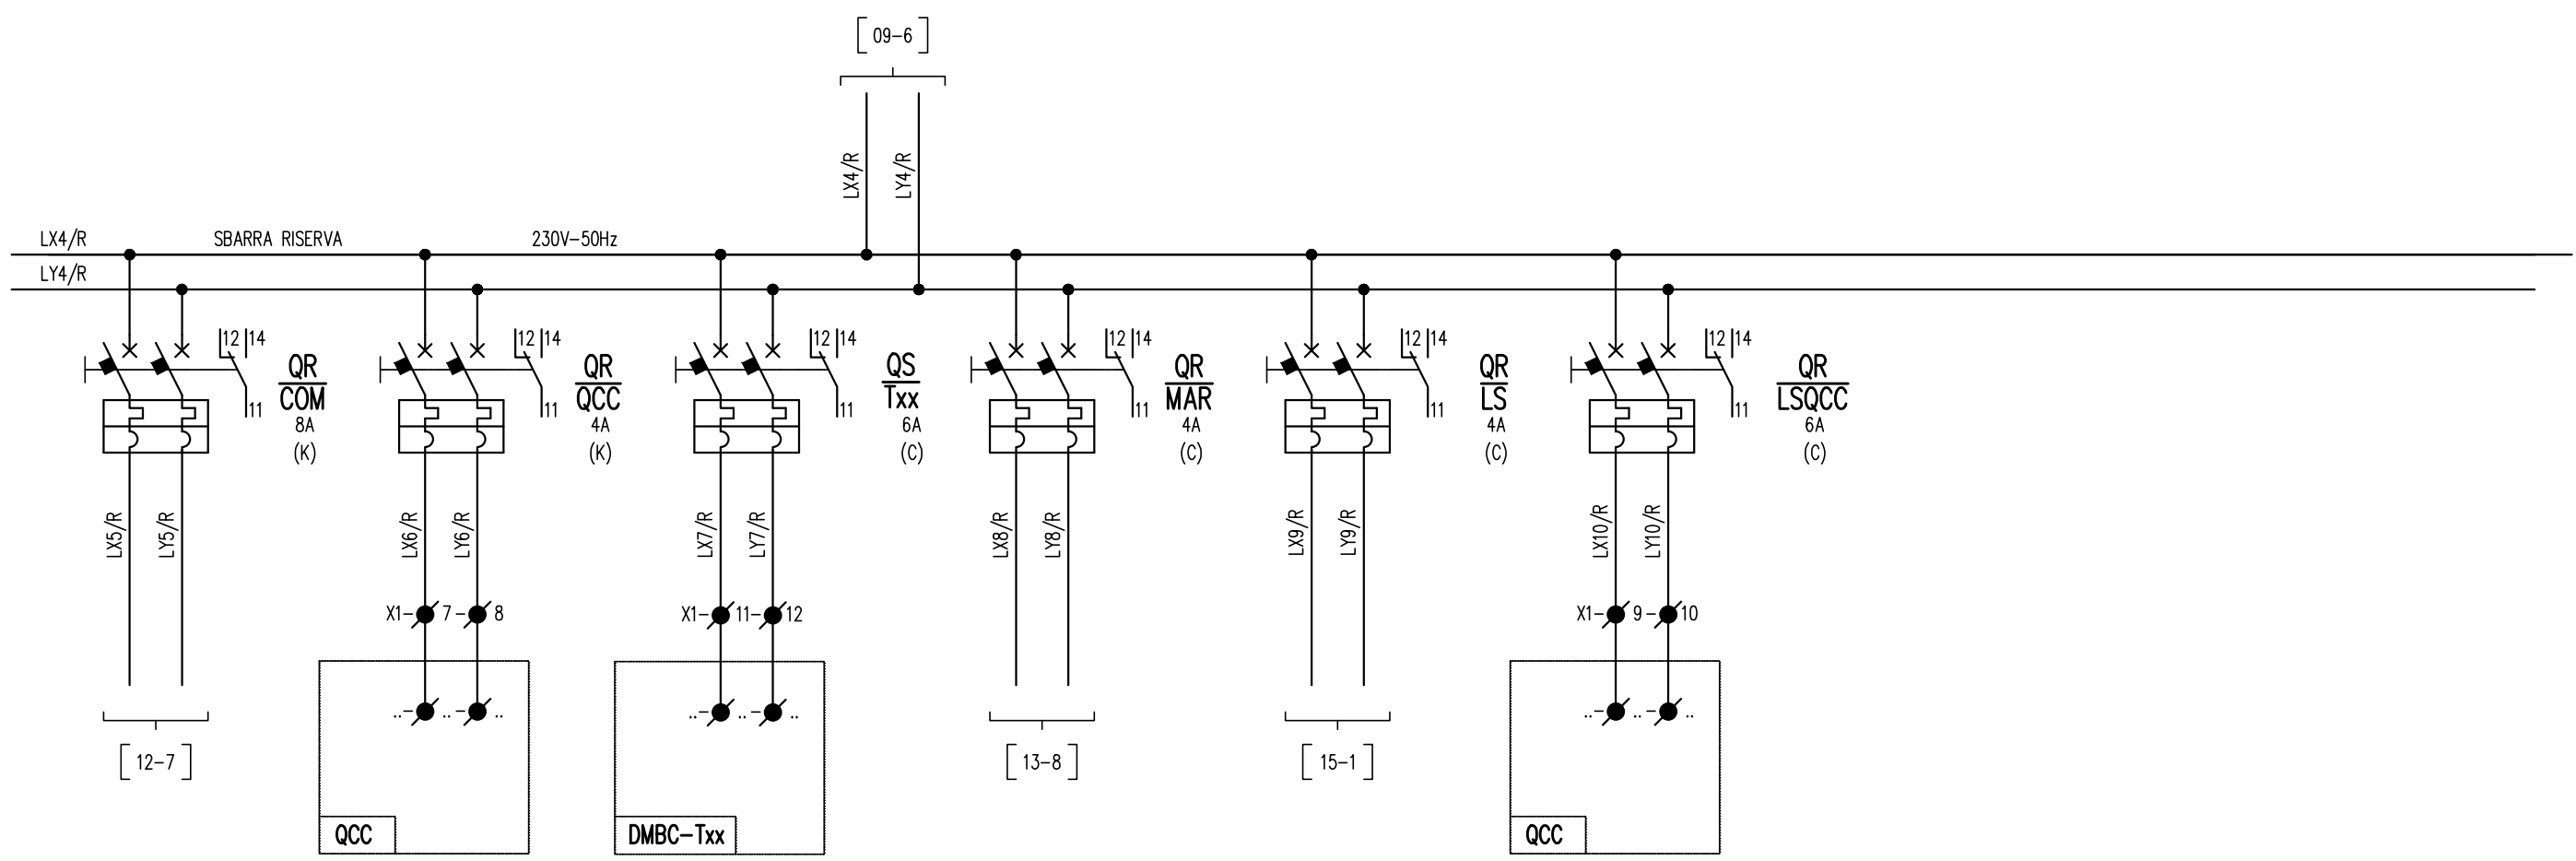 09-6
LX4/R
LY4/R
LX4/R SBARRA RISERVA 230V-50Hz
LY4/R
12 14
11
QR
COM
8A
(K)
12 14
11
QR
QCC
4A
(K)
12 14
11
QS
Txx
6A
(C)
12 14
11
QR
MAR
4A
(C)
12 14
11
QR
LS
4A
(C)
12 14
11
QR
LSQCC
6A
(C)
LX5/R
LY5/R
LX6/R
LY6/R
LX7/R
LY7/R
LX8/R
LY8/R
LX9/R
LY9/R
LX10/R
LY10/R
X1- 7 - 8
X1- 11- 12
X1- 9 - 10
..- .. - ..
..- .. - ..
..- .. - ..
12-7
13-8
15-1
QCC
DMBC-Txx
QCC